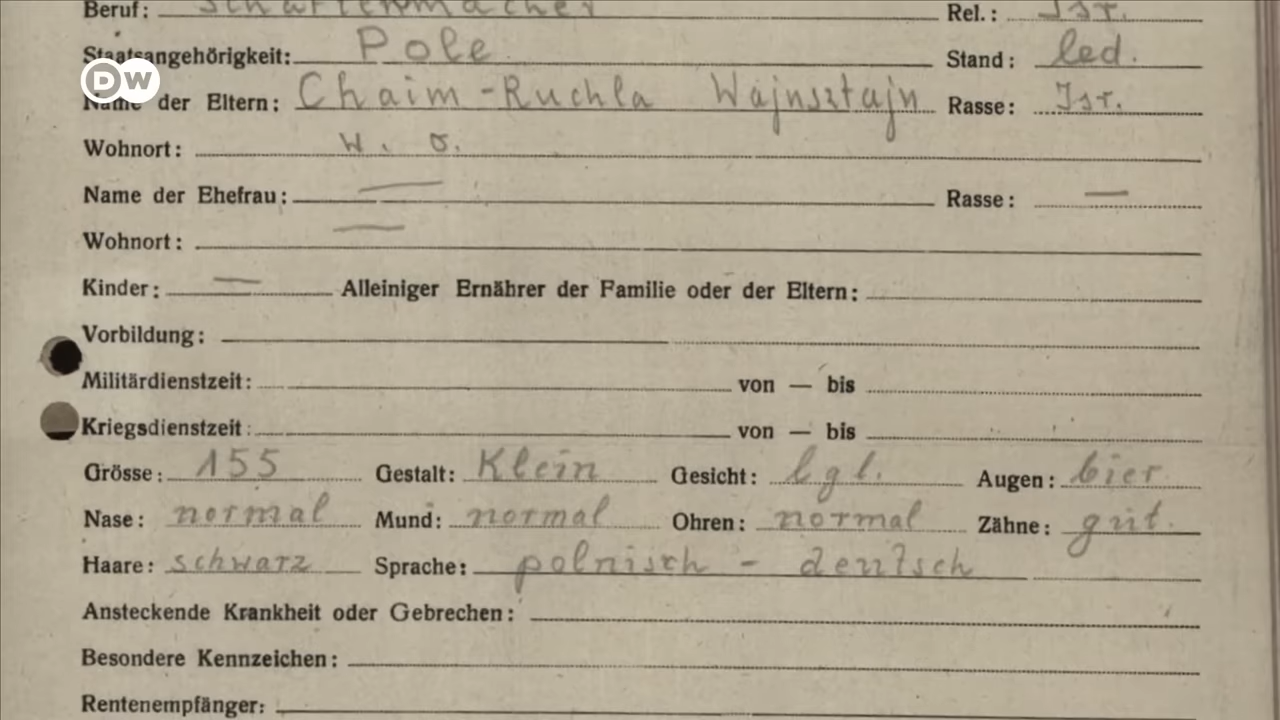 Beruf: Schäftenmacher Rel.: Isr.
Staatsangehörigkeit: Pole Stand: led.
DW
Name der Eltern: Chaim-Ruchla Wajnsztajn Rasse: Isr.
Wohnort: w. o.
Name der Ehefrau: — Rasse: —
Wohnort: —
Kinder: — Alleiniger Ernährer der Familie oder der Eltern:
Vorbildung:
Militärdienstzeit: von — bis
Kriegsdienstzeit: von — bis
Grösse: 155 Gestalt: Klein Gesicht: lgl. Augen: bier
Nase: normal Mund: normal Ohren: normal Zähne: gut.
Haare: schwarz Sprache: polnisch - deutsch
Ansteckende Krankheit oder Gebrechen:
Besondere Kennzeichen:
Rentenempfänger: